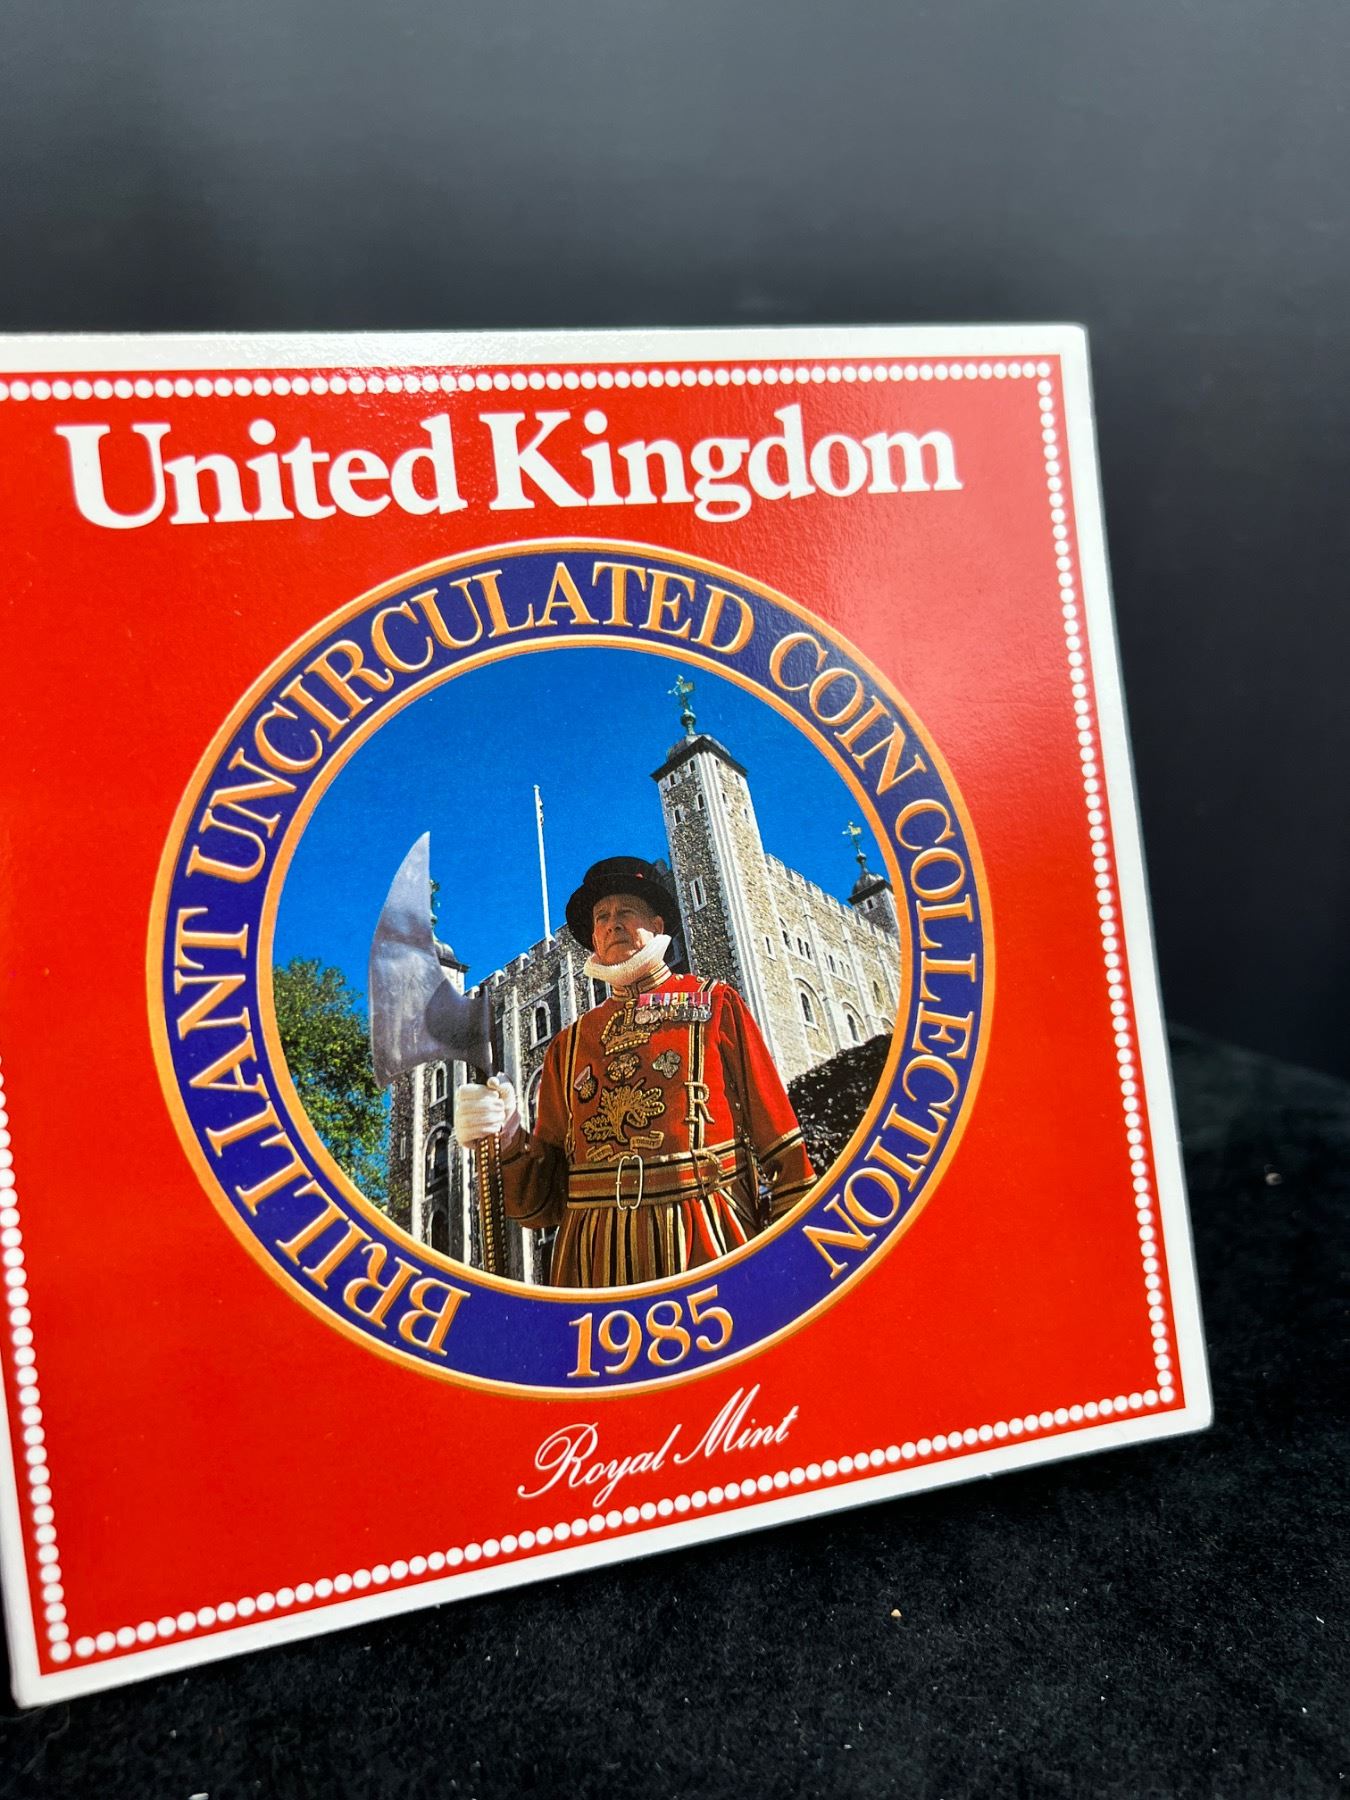 United Kingdom
BRILLIANT UNCIRCULATED COIN COLLECTION
1985
Royal Mint